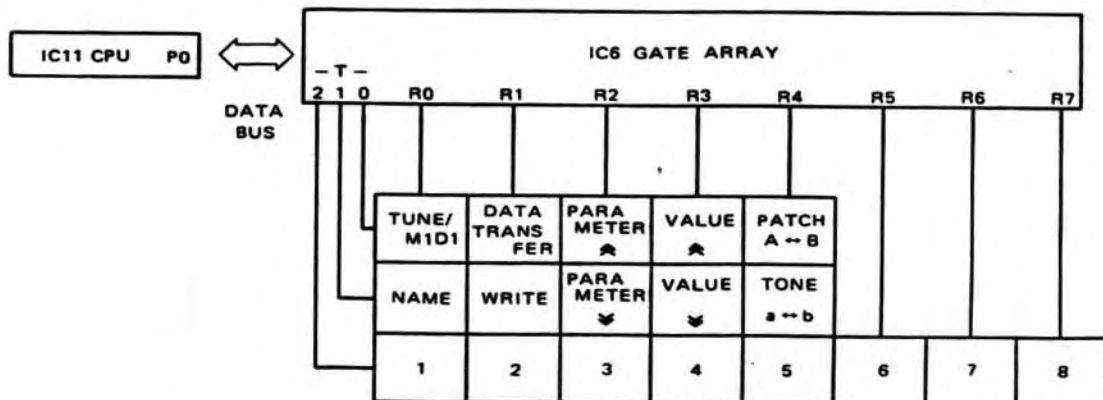 IC11 CPU P0
IC6 GATE ARRAY
– T –
2 1 0 R0 R1 R2 R3 R4 R5 R6 R7
DATA
BUS
TUNE/
M1D1
DATA
TRANS
FER
PARA
METER
VALUE
PATCH
A ↔ B
NAME
WRITE
PARA
METER
VALUE
TONE
a ↔ b
1 2 3 4 5 6 7 8